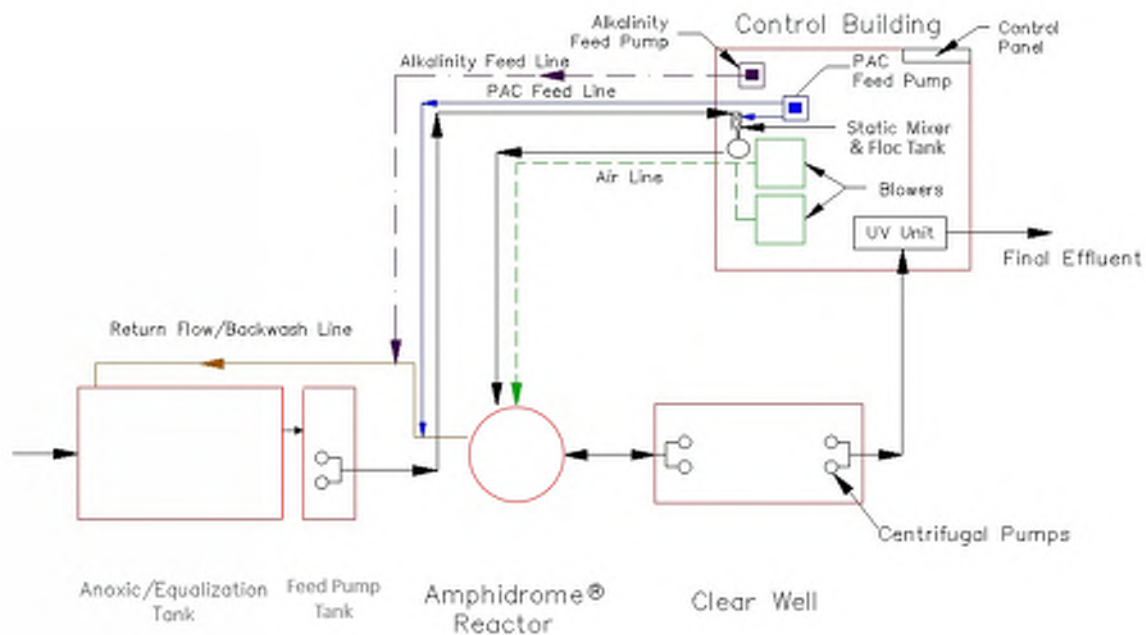 Control Building
Alkalinity
Feed Pump
Control
Panel
Alkalinity Feed Line
PAC
Feed Pump
PAC Feed Line
Static Mixer
& Floc Tank
Air Line
Blowers
UV Unit
Final Effluent
Return Flow/Backwash Line
Centrifugal Pumps
Anoxic/Equalization
Tank
Feed Pump
Tank
Amphidrome®
Reactor
Clear Well